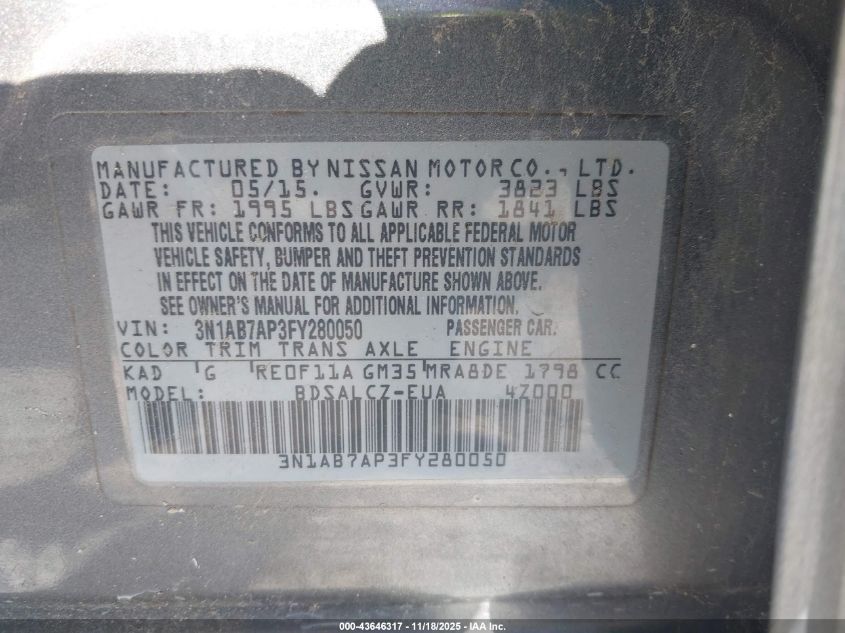 MANUFACTURED BY NISSAN MOTOR CO., LTD.
DATE: 05/15. GVWR: 3823 LBS
GAWR FR: 1995 LBS GAWR RR: 1841 LBS
THIS VEHICLE CONFORMS TO ALL APPLICABLE FEDERAL MOTOR
VEHICLE SAFETY, BUMPER AND THEFT PREVENTION STANDARDS
IN EFFECT ON THE DATE OF MANUFACTURE SHOWN ABOVE.
SEE OWNER'S MANUAL FOR ADDITIONAL INFORMATION.
VIN: 3N1AB7AP3FY280050 PASSENGER CAR.
COLOR TRIM TRANS AXLE ENGINE
KAD G RE0F11A GM35 MRA8DE 1798 CC
MODEL: BDSALCZ-EUA 4Z000
3N1AB7AP3FY280050
000-43646317 - 11/18/2025 - IAA Inc.